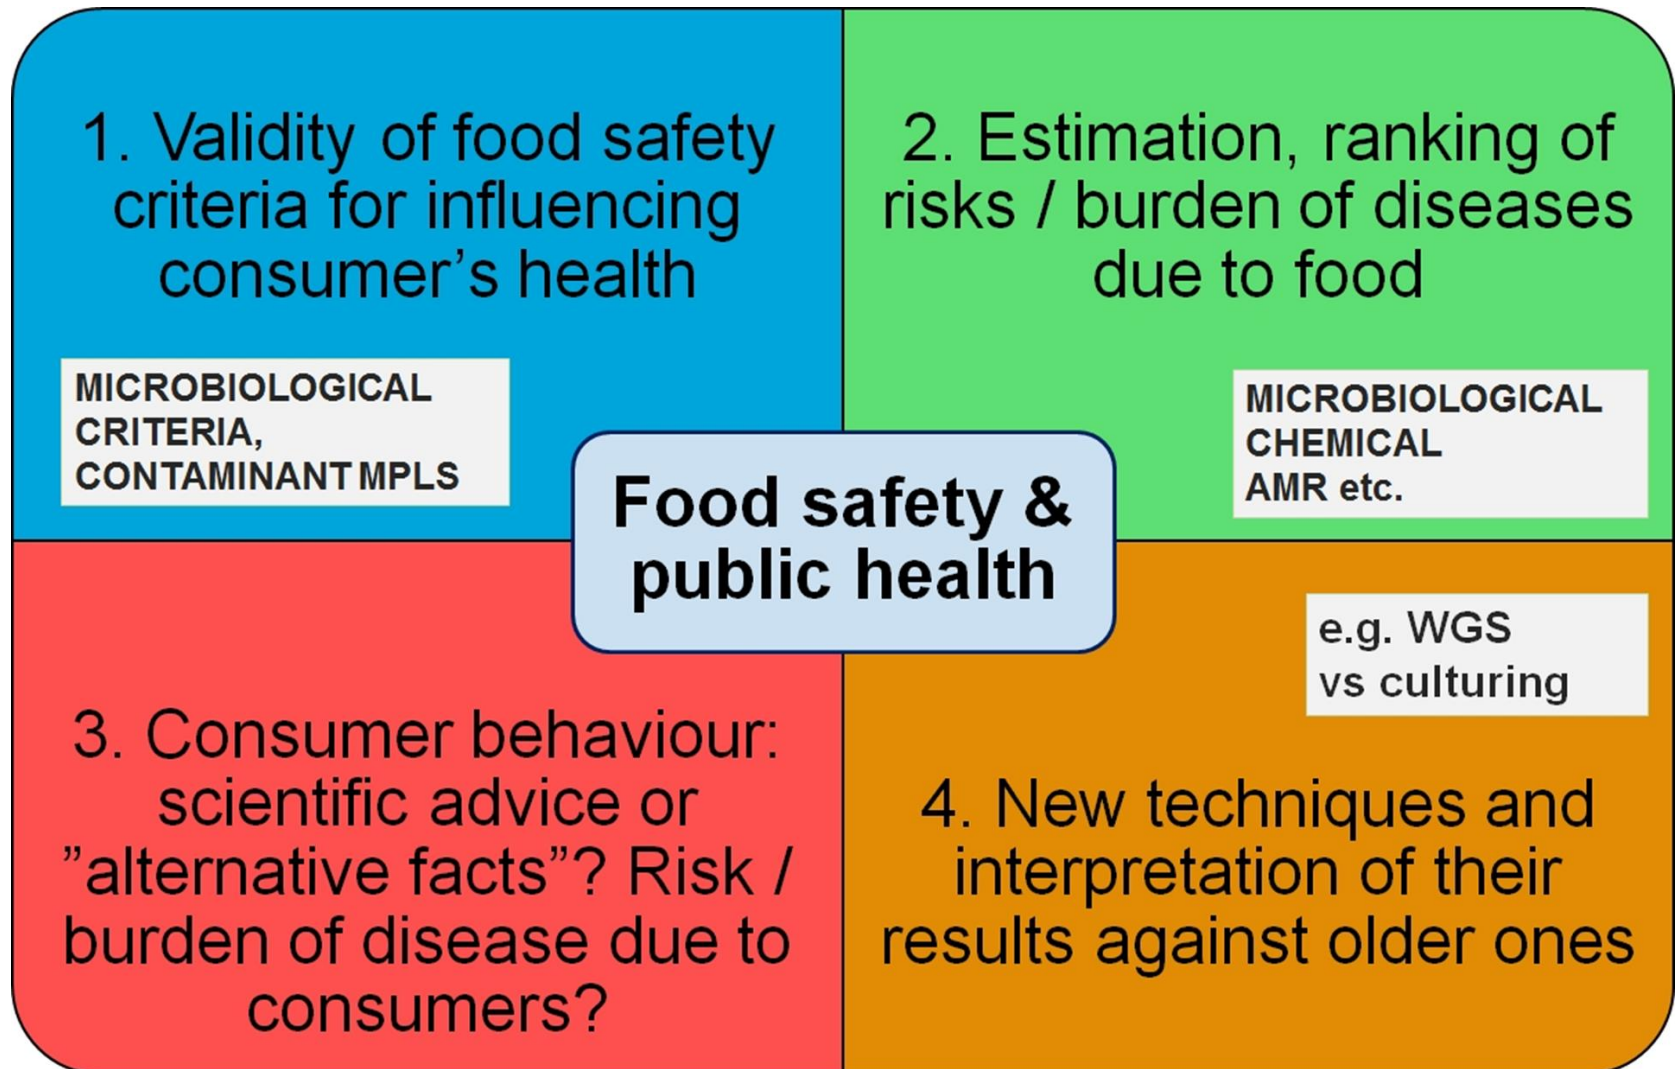 1. Validity of food safety
criteria for influencing
consumer’s health
MICROBIOLOGICAL
CRITERIA,
CONTAMINANT MPLS
2. Estimation, ranking of
risks / burden of diseases
due to food
MICROBIOLOGICAL
CHEMICAL
AMR etc.
Food safety &
public health
3. Consumer behaviour:
scientific advice or
”alternative facts”? Risk /
burden of disease due to
consumers?
e.g. WGS
vs culturing
4. New techniques and
interpretation of their
results against older ones